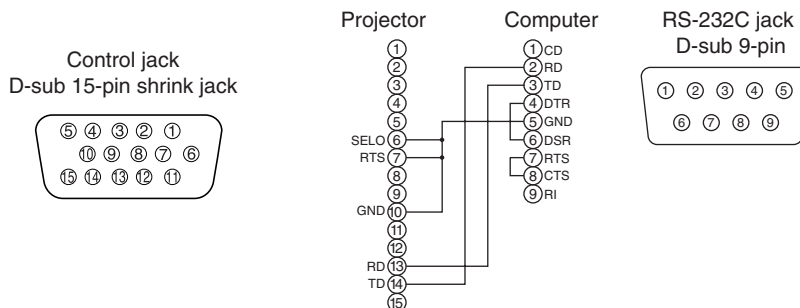 Control jack
D-sub 15-pin shrink jack
⑤ ④ ③ ② ①
⑩ ⑨ ⑧ ⑦ ⑥
⑮ ⑭ ⑬ ⑫ ⑪
Projector
①
②
③
④
⑤
SELO ⑥
RTS ⑦
⑧
⑨
GND ⑩
⑪
⑫
RD ⑬
TD ⑭
⑮
Computer
① CD
② RD
③ TD
④ DTR
⑤ GND
⑥ DSR
⑦ RTS
⑧ CTS
⑨ RI
RS-232C jack
D-sub 9-pin
① ② ③ ④ ⑤
⑥ ⑦ ⑧ ⑨